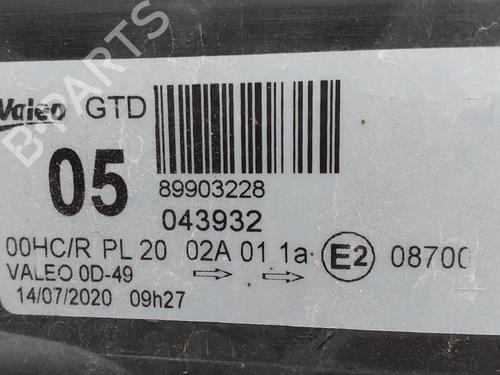 Valeo GTD
05
89903228
043932
00HC/R PL 20 02A 01 1a E2 08700
VALEO 0D-49
14/07/2020 09h27
B-PARTS